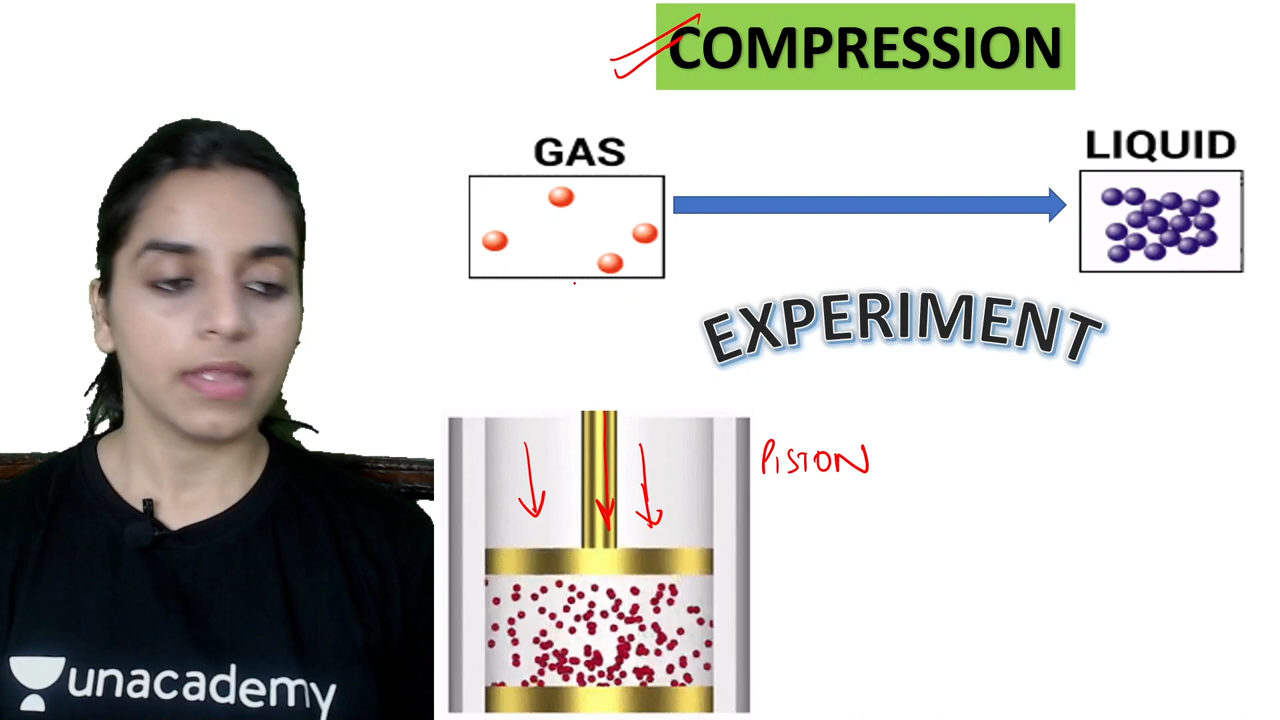 COMPRESSION
GAS
LIQUID
EXPERIMENT
PISTON
unacademy